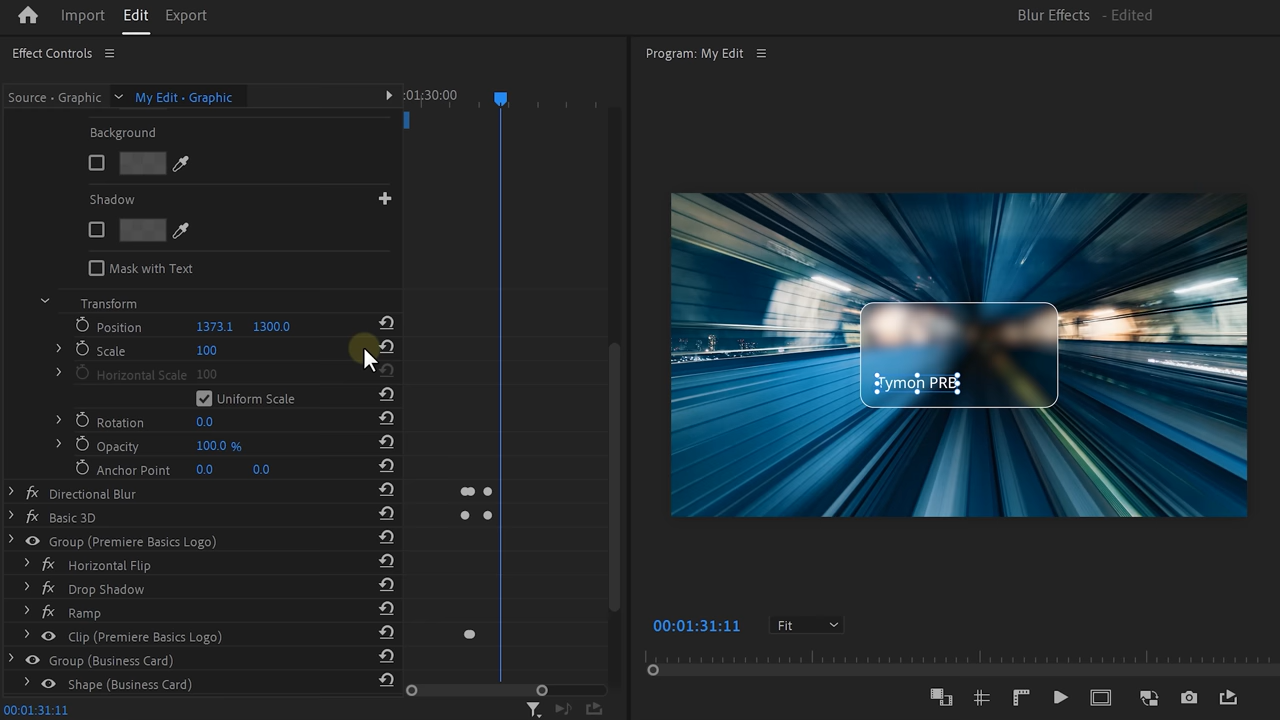 Import Edit Export Blur Effects - Edited
Effect Controls
Program: My Edit
Source • Graphic My Edit • Graphic
:01:30:00
Background
Shadow
Mask with Text
Transform
Position 1373.1 1300.0
Scale 100
Horizontal Scale 100
Uniform Scale
Rotation 0.0
Opacity 100.0 %
Anchor Point 0.0 0.0
Directional Blur
Basic 3D
Group (Premiere Basics Logo)
Horizontal Flip
Drop Shadow
Ramp
Clip (Premiere Basics Logo)
Group (Business Card)
Shape (Business Card)
00:01:31:11
Tymon PRB
00:01:31:11 Fit